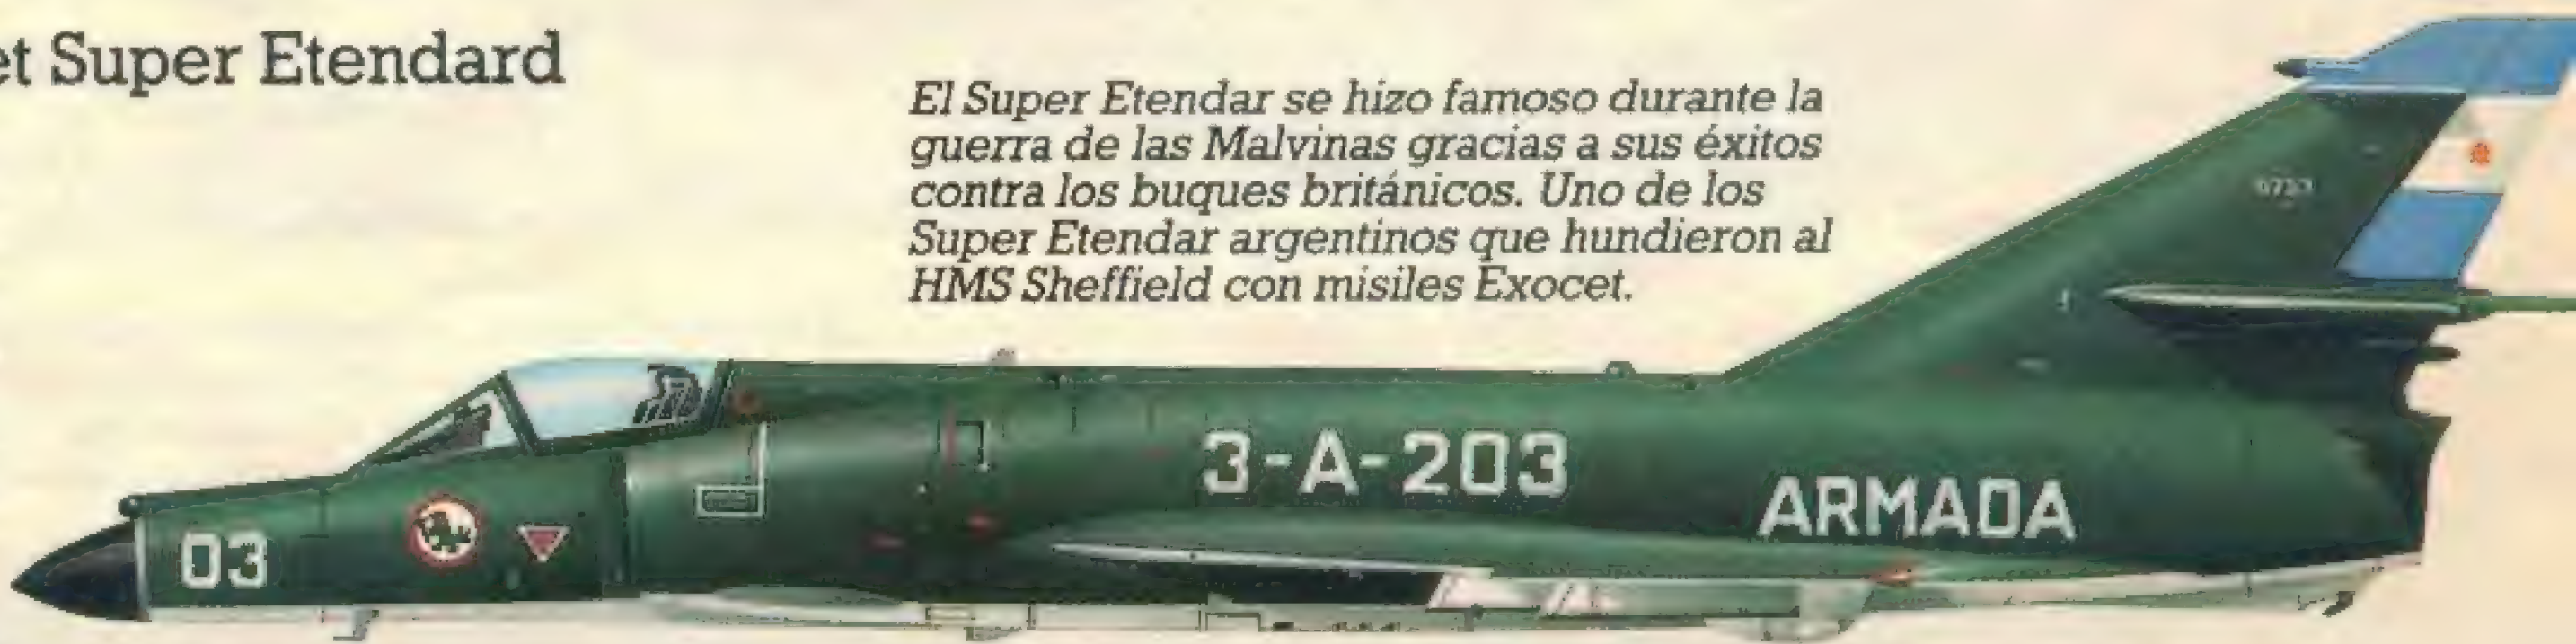 et Super Etendard
El Super Etendar se hizo famoso durante la
guerra de las Malvinas gracias a sus éxitos
contra los buques británicos. Uno de los
Super Etendar argentinos que hundieron al
HMS Sheffield con misiles Exocet.
3-A-203
ARMADA
03